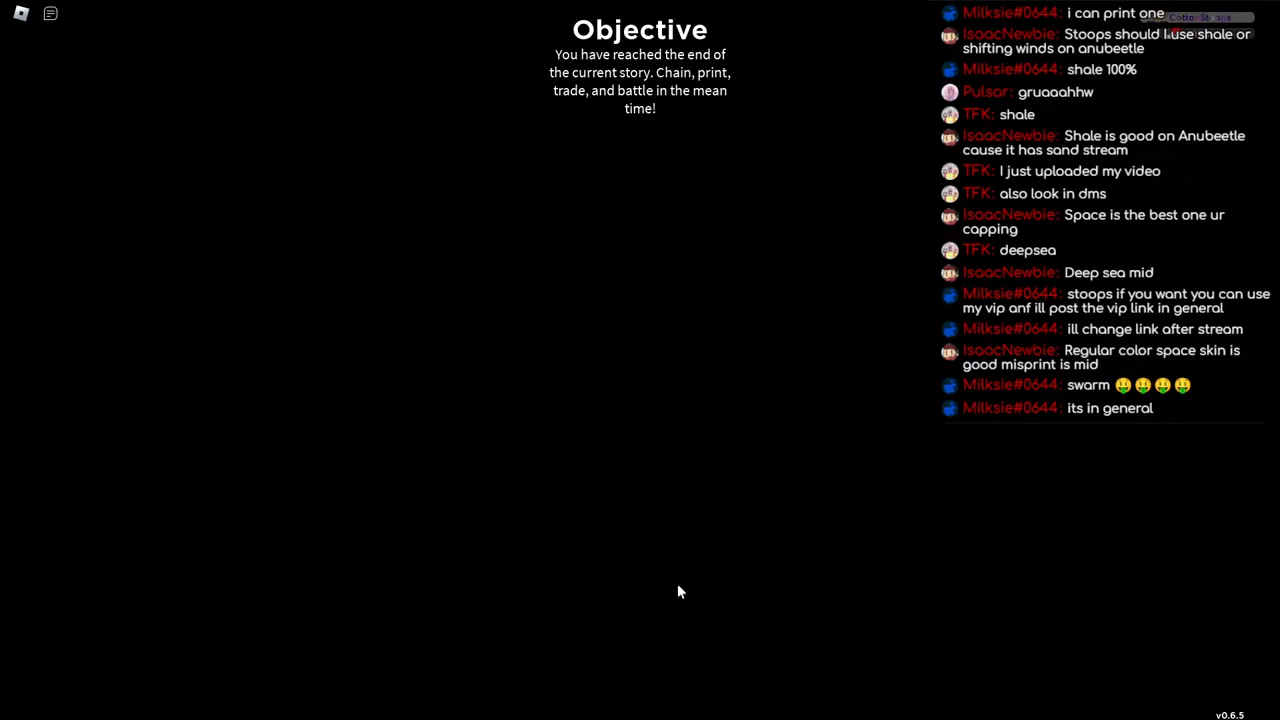 Objective
You have reached the end of
the current story. Chain, print,
trade, and battle in the mean
time!
Milksie#0644: i can print one
CottonStoops
IsaacNewbie: Stoops should I use shale or
shifting winds on anubeetle
Milksie#0644: shale 100%
Pulsar: gruaaahhw
TFK: shale
IsaacNewbie: Shale is good on Anubeetle
cause it has sand stream
TFK: I just uploaded my video
TFK: also look in dms
IsaacNewbie: Space is the best one ur
capping
TFK: deepsea
IsaacNewbie: Deep sea mid
Milksie#0644: stoops if you want you can use
my vip anf ill post the vip link in general
Milksie#0644: ill change link after stream
IsaacNewbie: Regular color space skin is
good misprint is mid
Milksie#0644: swarm 🤑🤑🤑🤑
Milksie#0644: its in general
v0.6.5